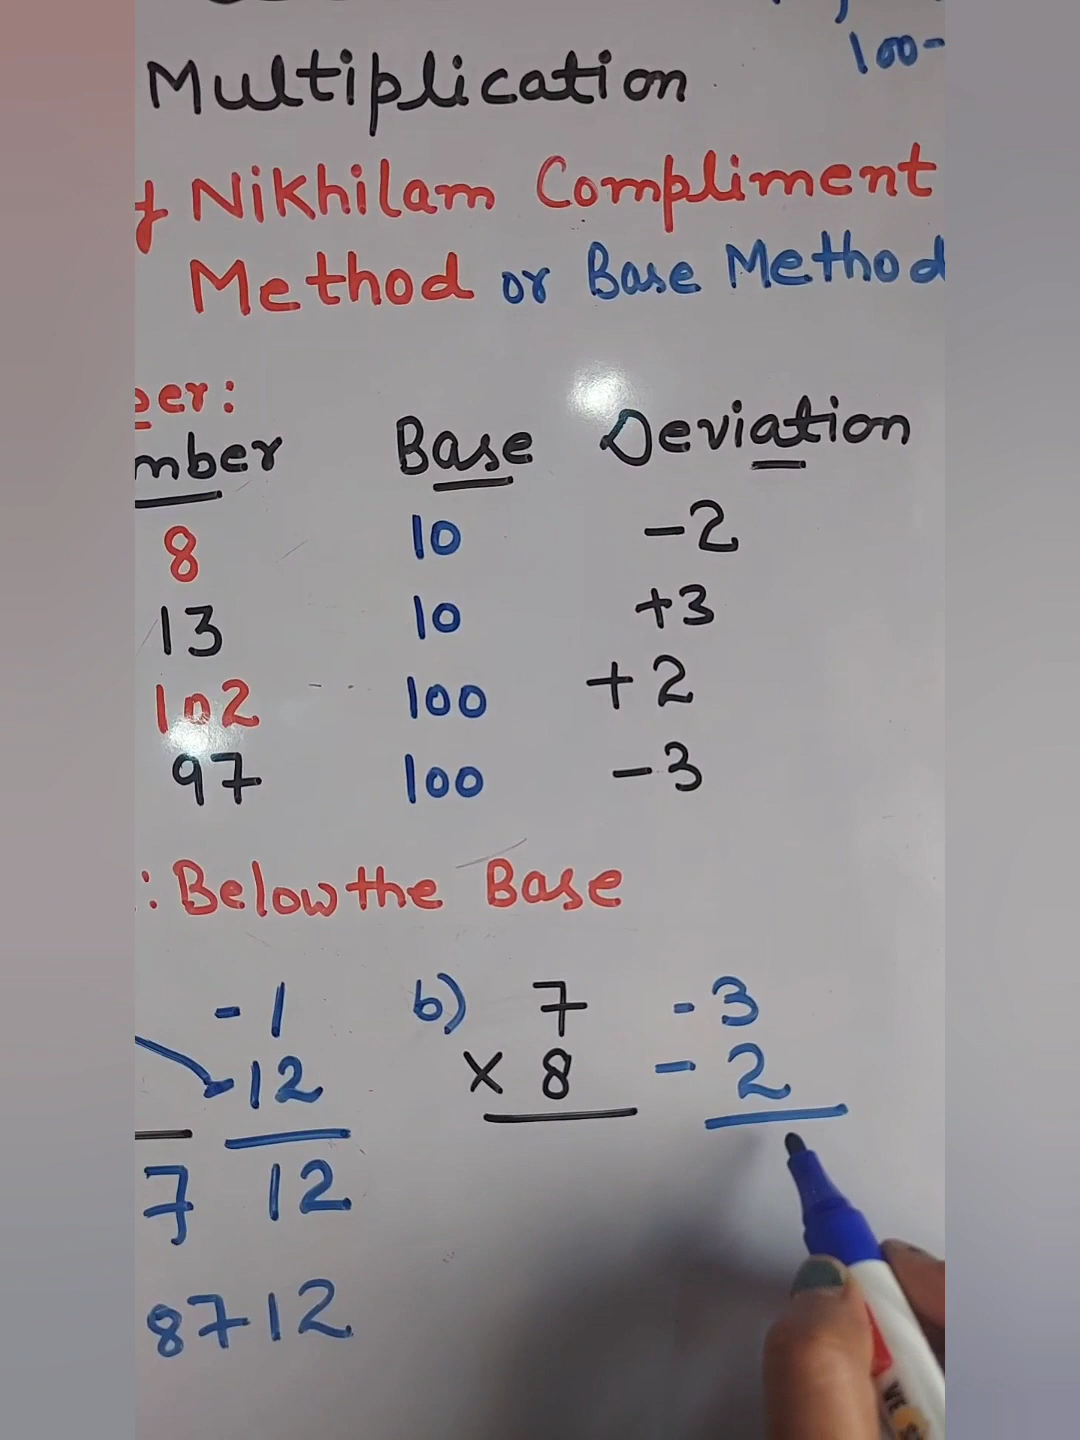 100-
Multiplication
y Nikhilam Compliment
Method or Base Method
er:
mber Base Deviation
8 10 -2
13 10 +3
102 100 +2
97 100 -3
: Below the Base
-1 b) 7 -3
-12 x 8 -2
7 12
8712